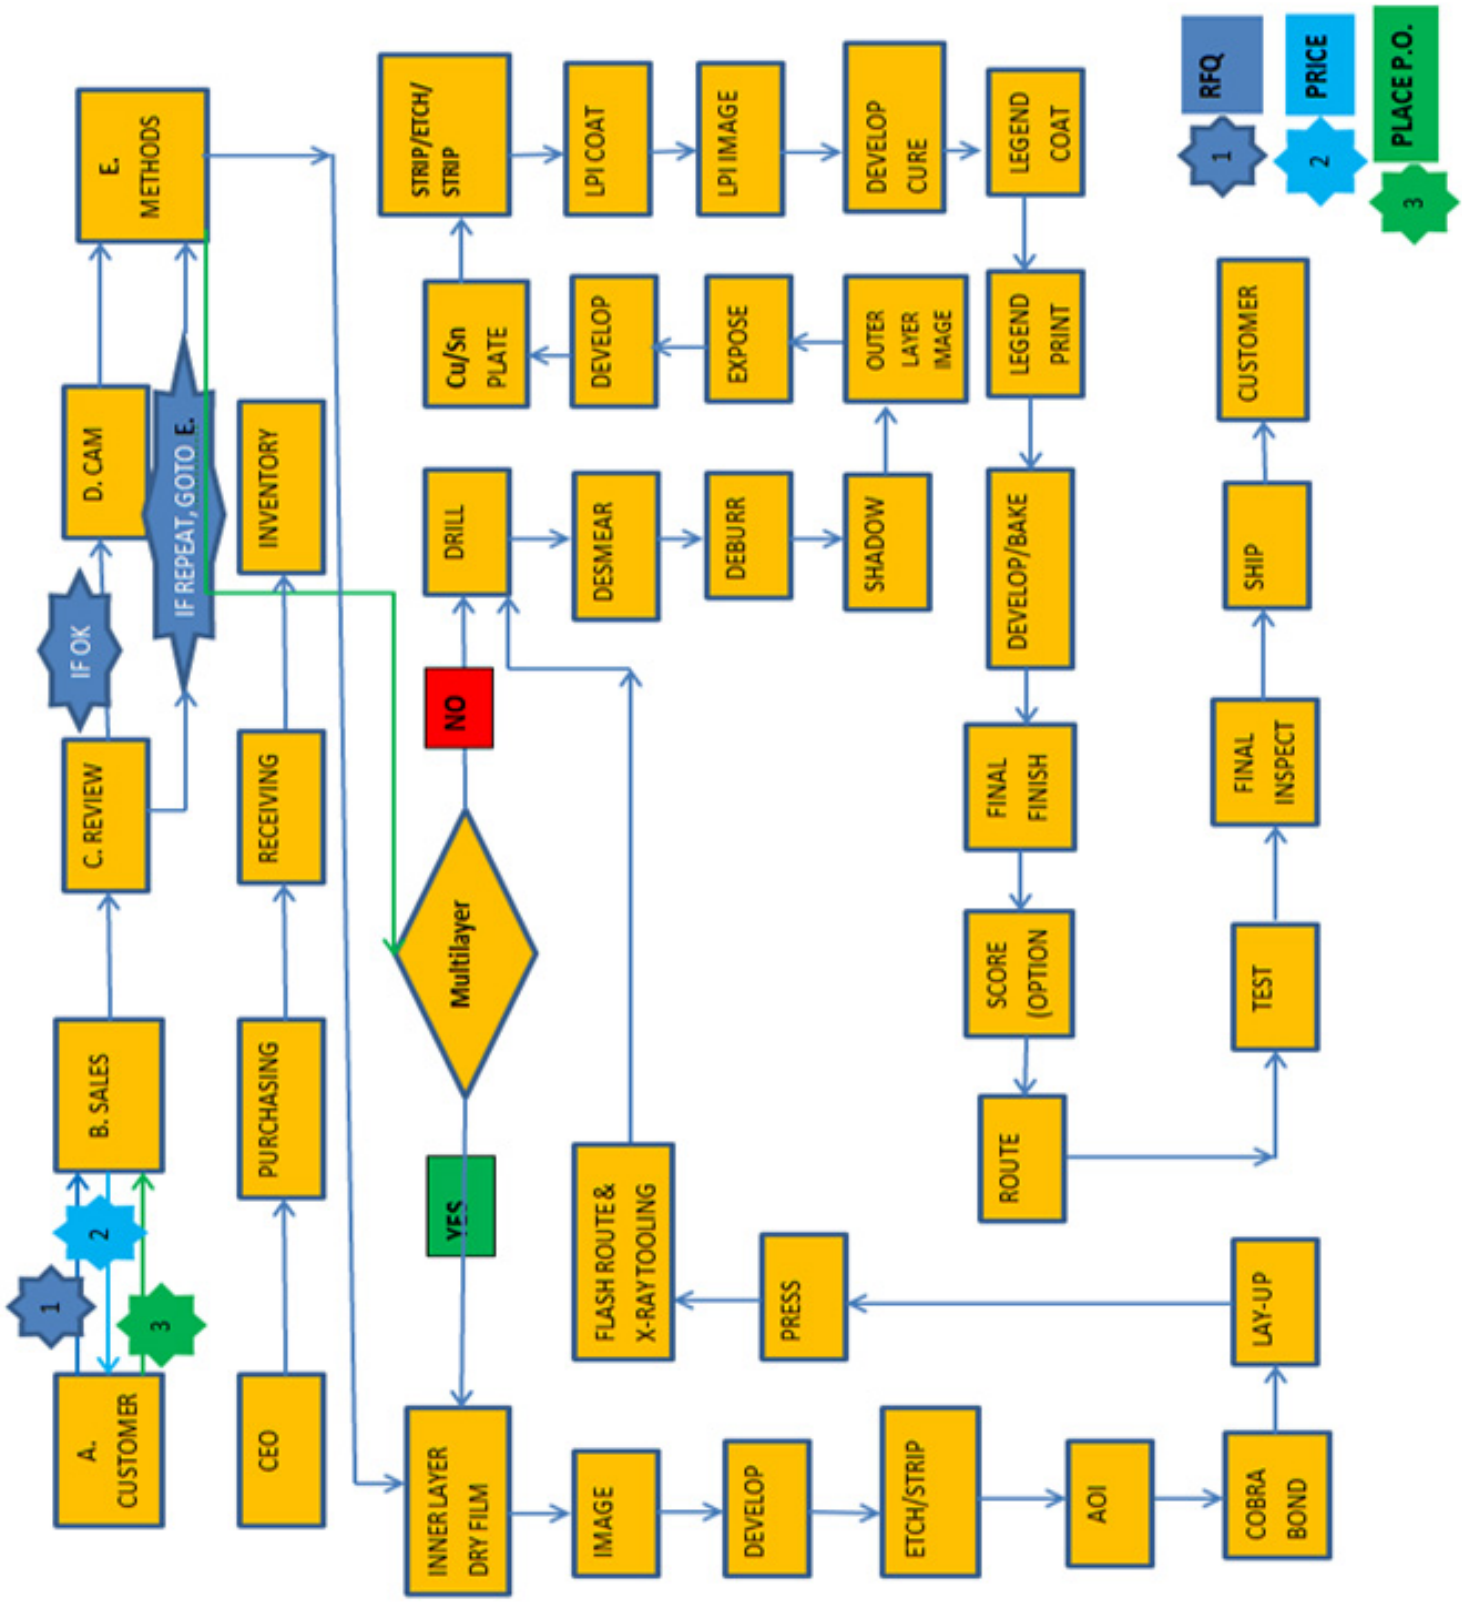 1
2
3
A.
CUSTOMER
B. SALES
C. REVIEW
IF OK
D. CAM
E.
METHODS
IF REPEAT, GOTO E.
CEO
PURCHASING
RECEIVING
INVENTORY
INNER LAYER
DRY FILM
YES
Multilayer
NO
DRILL
Cu/Sn
PLATE
STRIP/ETCH/
STRIP
IMAGE
FLASH ROUTE &
X-RAY TOOLING
DESMEAR
DEVELOP
LPI COAT
DEVELOP
PRESS
DEBURR
EXPOSE
LPI IMAGE
ETCH/STRIP
SHADOW
OUTER
LAYER
IMAGE
DEVELOP
CURE
AOI
ROUTE
SCORE
(OPTION
FINAL
FINISH
DEVELOP/BAKE
LEGEND
PRINT
LEGEND
COAT
COBRA
BOND
LAY-UP
TEST
FINAL
INSPECT
SHIP
CUSTOMER
1
RFQ
2
PRICE
3
PLACE P.O.